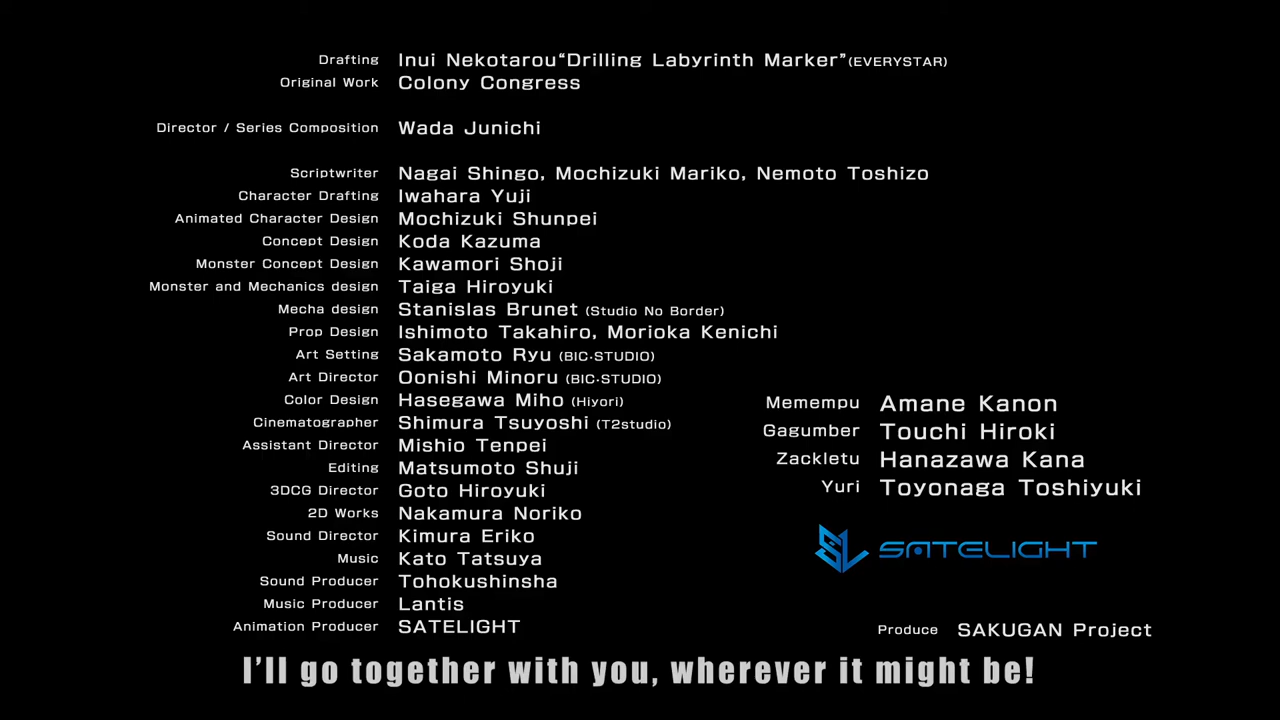 Drafting Inui Nekotarou“Drilling Labyrinth Marker”(EVERYSTAR)
Original Work Colony Congress
Director / Series Composition Wada Junichi
Scriptwriter Nagai Shingo, Mochizuki Mariko, Nemoto Toshizo
Character Drafting Iwahara Yuji
Animated Character Design Mochizuki Shunpei
Concept Design Koda Kazuma
Monster Concept Design Kawamori Shoji
Monster and Mechanics design Taiga Hiroyuki
Mecha design Stanislas Brunet (Studio No Border)
Prop Design Ishimoto Takahiro, Morioka Kenichi
Art Setting Sakamoto Ryu (BIC·STUDIO)
Art Director Oonishi Minoru (BIC·STUDIO)
Color Design Hasegawa Miho (Hiyori)
Cinematographer Shimura Tsuyoshi (T2studio)
Assistant Director Mishio Tenpei
Editing Matsumoto Shuji
3DCG Director Goto Hiroyuki
2D Works Nakamura Noriko
Sound Director Kimura Eriko
Music Kato Tatsuya
Sound Producer Tohokushinsha
Music Producer Lantis
Animation Producer SATELIGHT
Memempu Amane Kanon
Gagumber Touchi Hiroki
Zackletu Hanazawa Kana
Yuri Toyonaga Toshiyuki
SL SATELIGHT
Produce SAKUGAN Project
I’ll go together with you, wherever it might be!